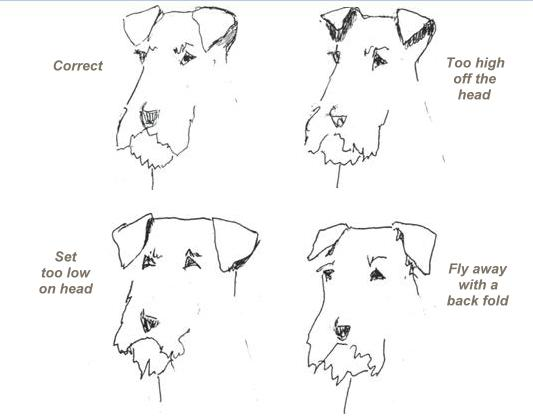 Correct
Too high
off the
head
Set
too low
on head
Fly away
with a
back fold